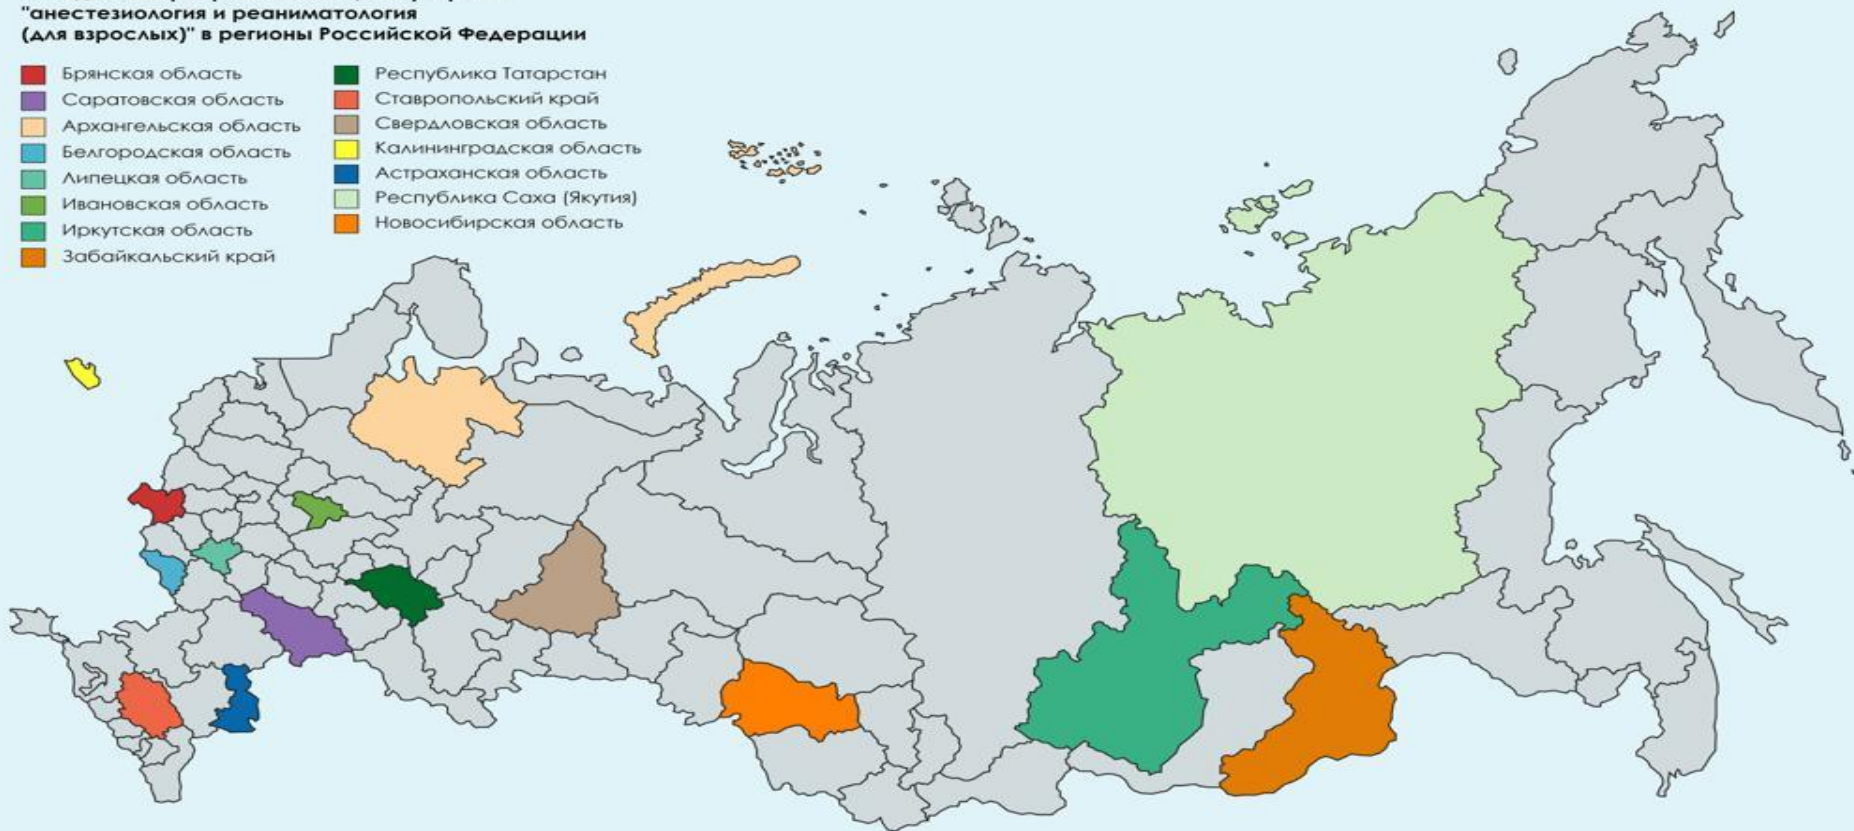 "анестезиология и реаниматология
(для взрослых)" в регионы Российской Федерации
Брянская область
Саратовская область
Архангельская область
Белгородская область
Липецкая область
Ивановская область
Иркутская область
Забайкальский край
Республика Татарстан
Ставропольский край
Свердловская область
Калининградская область
Астраханская область
Республика Саха (Якутия)
Новосибирская область